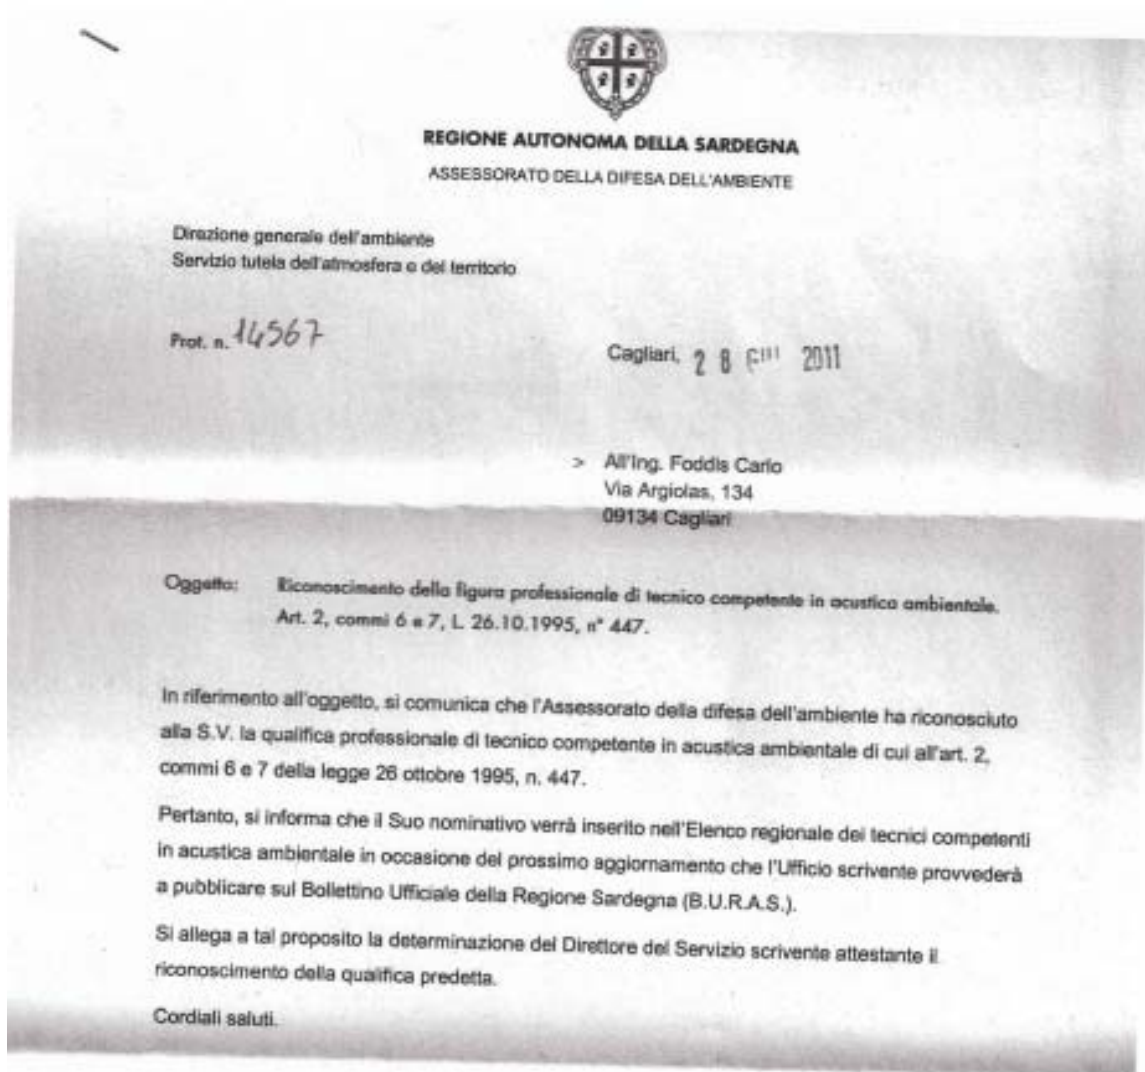 REGIONE AUTONOMA DELLA SARDEGNA
ASSESSORATO DELLA DIFESA DELL'AMBIENTE
Direzione generale dell'ambiente
Servizio tutela dell'atmosfera e del territorio
Prot. n. 14567
Cagliari, 28 2011
> All'Ing. Foddis Carlo
Via Argiolas, 134
09134 Cagliari
Oggetto: Riconoscimento della figura professionale di tecnico competente in acustica ambientale.
Art. 2, commi 6 e 7, L. 26.10.1995, n° 447.
In riferimento all'oggetto, si comunica che l'Assessorato della difesa dell'ambiente ha riconosciuto
alla S.V. la qualifica professionale di tecnico competente in acustica ambientale di cui all'art. 2,
commi 6 e 7 della legge 26 ottobre 1995, n. 447.
Pertanto, si informa che il Suo nominativo verrà inserito nell'Elenco regionale dei tecnici competenti
in acustica ambientale in occasione del prossimo aggiornamento che l'Ufficio scrivente provvederà
a pubblicare sul Bollettino Ufficiale della Regione Sardegna (B.U.R.A.S.).
Si allega a tal proposito la determinazione del Direttore del Servizio scrivente attestante il
riconoscimento della qualifica predetta.
Cordiali saluti.